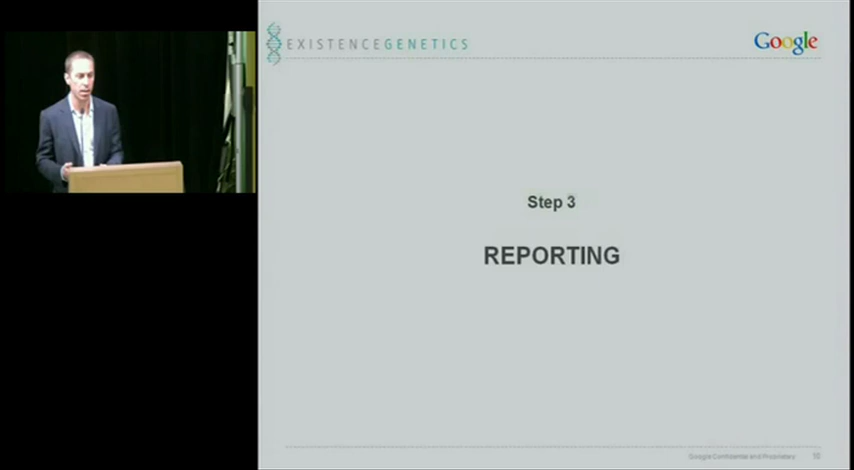 EXISTENCEGENETICS
Google
Step 3
REPORTING
Google Confidential and Proprietary 10